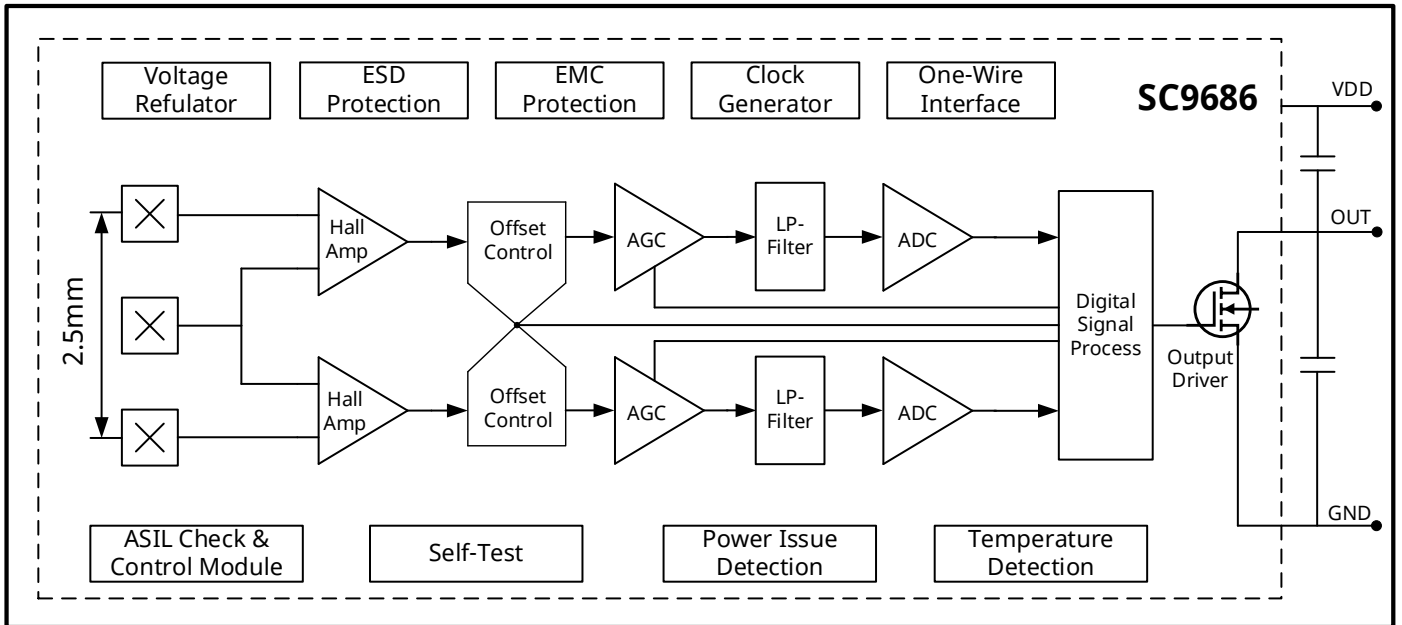 Voltage
Refulator
ESD
Protection
EMC
Protection
Clock
Generator
One-Wire
Interface
SC9686
VDD
OUT
GND
2.5mm
Hall
Amp
Offset
Control
AGC
LP-
Filter
ADC
Hall
Amp
Offset
Control
AGC
LP-
Filter
ADC
Digital
Signal
Process
Output
Driver
ASIL Check &
Control Module
Self-Test
Power Issue
Detection
Temperature
Detection